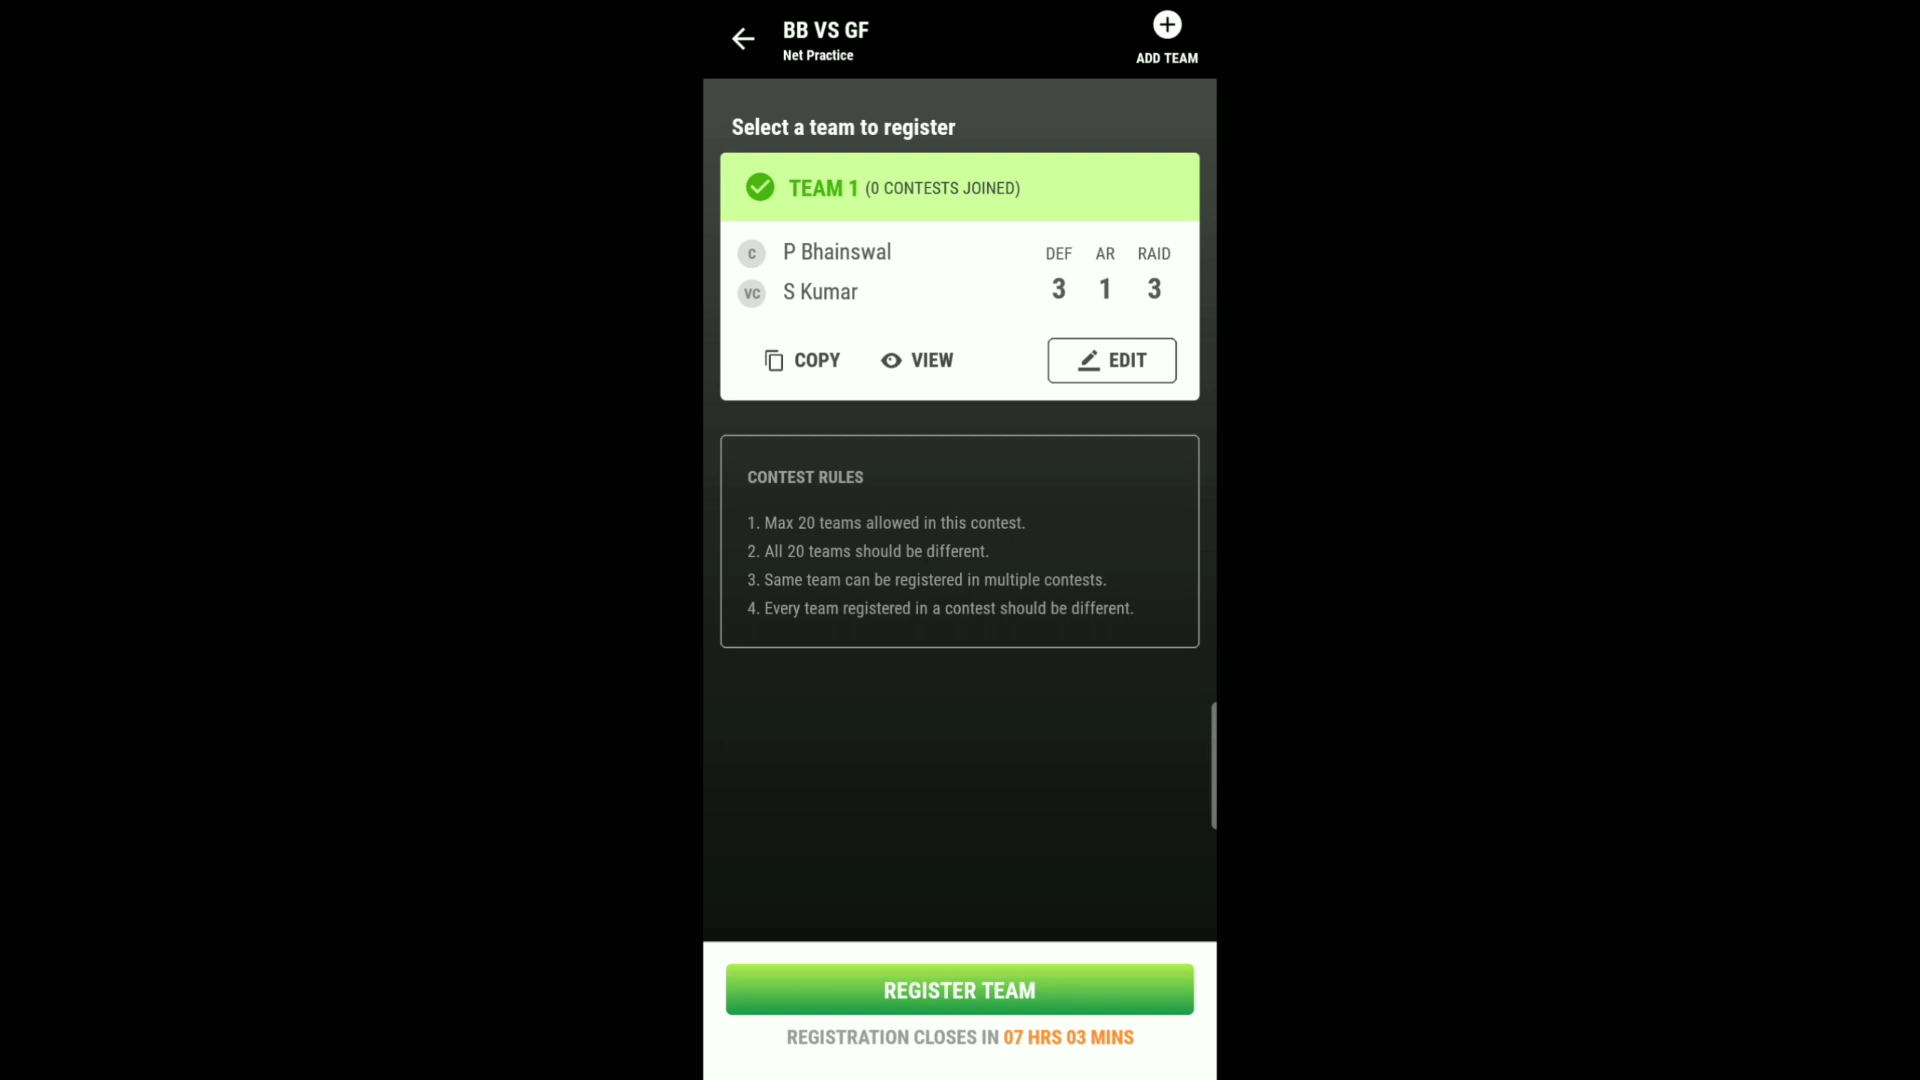 BB VS GF
Net Practice
ADD TEAM
Select a team to register
TEAM 1 (0 CONTESTS JOINED)
C P Bhainswal
VC S Kumar
DEF AR RAID
3 1 3
COPY VIEW EDIT
CONTEST RULES
1. Max 20 teams allowed in this contest.
2. All 20 teams should be different.
3. Same team can be registered in multiple contests.
4. Every team registered in a contest should be different.
REGISTER TEAM
REGISTRATION CLOSES IN 07 HRS 03 MINS